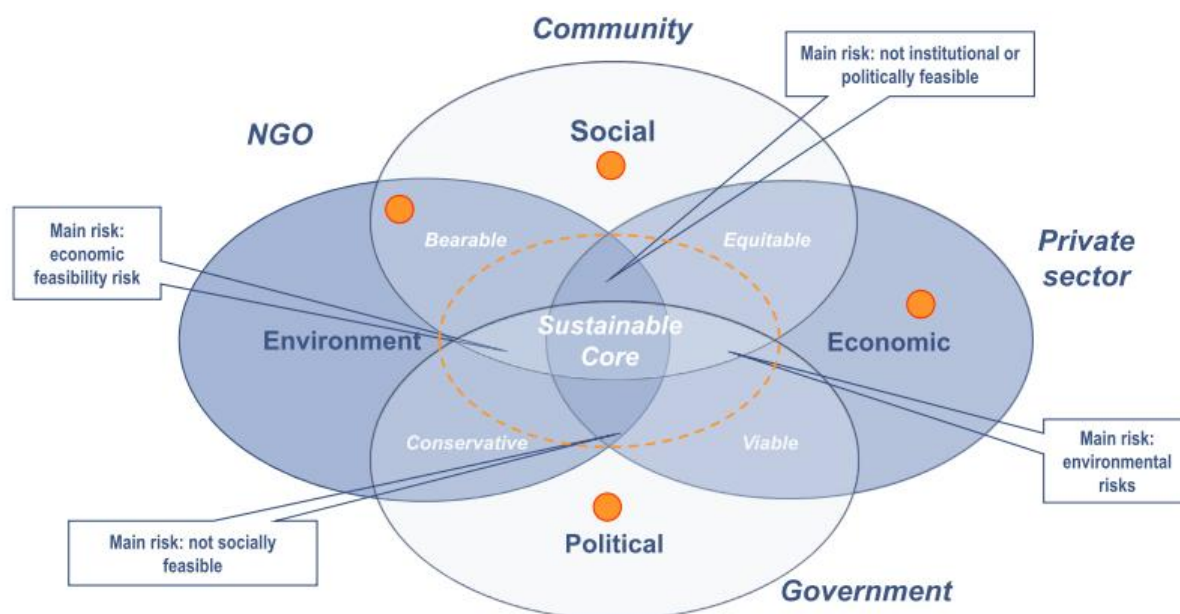 Community
Main risk: not institutional or
politically feasible
NGO
Social
Main risk:
economic
feasibility risk
Bearable
Equitable
Private
sector
Environment
Sustainable
Core
Economic
Conservative
Viable
Main risk:
environmental
risks
Main risk: not socially
feasible
Political
Government